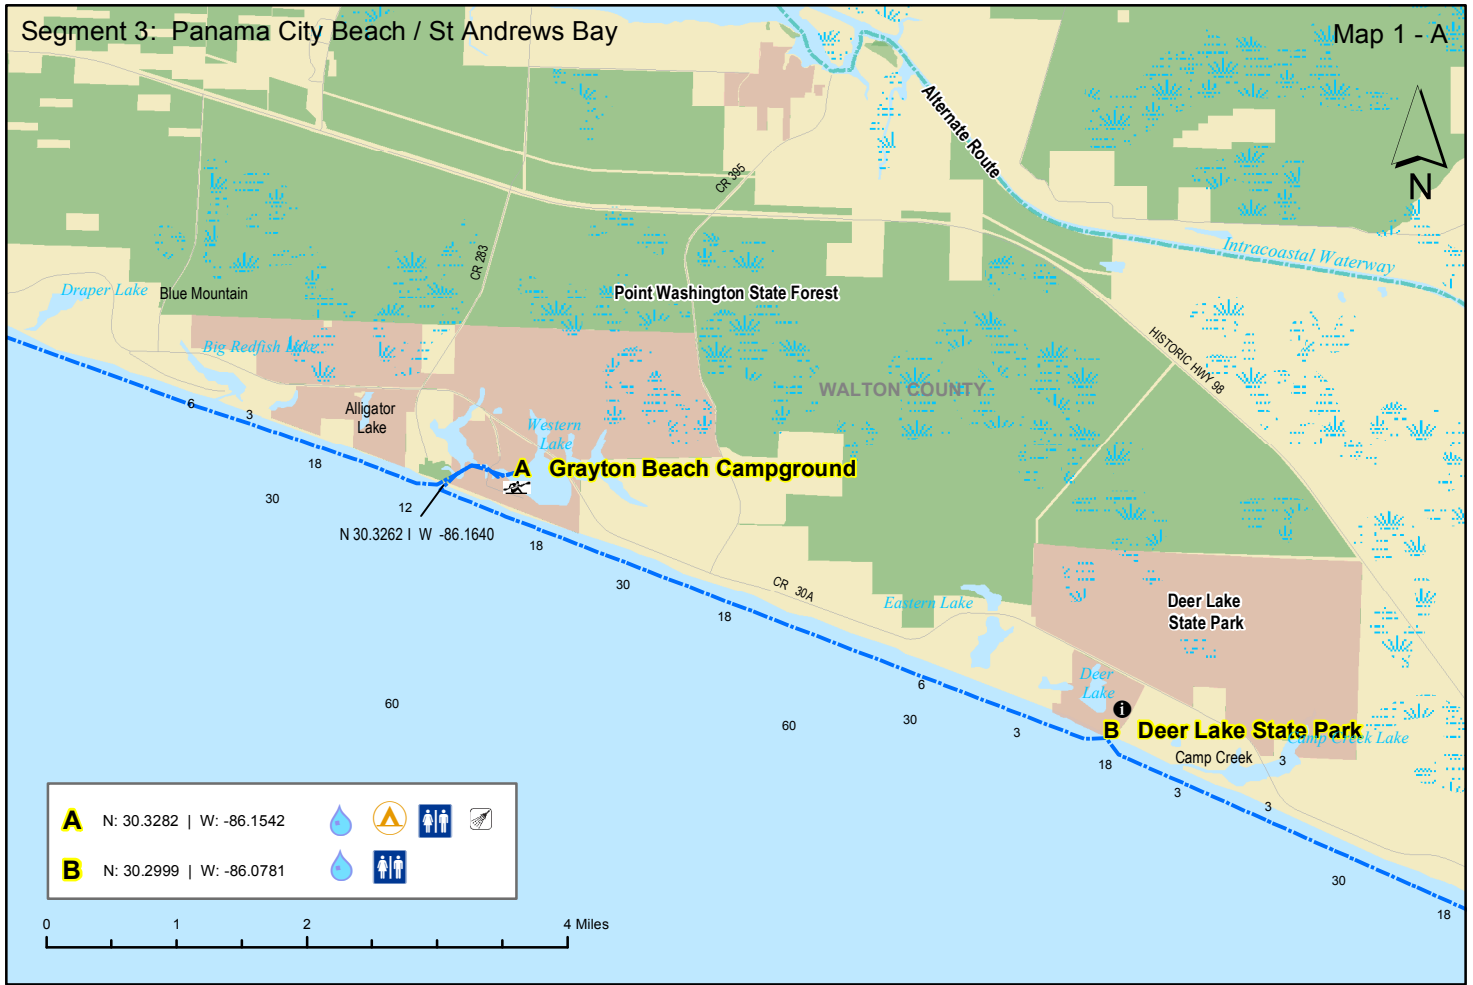 Segment 3: Panama City Beach / St Andrews Bay
Map 1 - A
Alternate Route
N
CR 395
CR 283
Intracoastal Waterway
Draper Lake
Blue Mountain
Point Washington State Forest
Big Redfish Lake
HISTORIC HWY 98
WALTON COUNTY
Alligator
Lake
Western
Lake
6
3
18
30
12
A Grayton Beach Campground
N 30.3262 I W -86.1640
18
30
18
CR 30A
Eastern Lake
Deer Lake
State Park
Deer
Lake
6
60
30
60
3
i
B Deer Lake State Park
Camp Creek Lake
Camp Creek
3
18
3
3
30
18
A N: 30.3282 | W: -86.1542
B N: 30.2999 | W: -86.0781
0 1 2 4 Miles